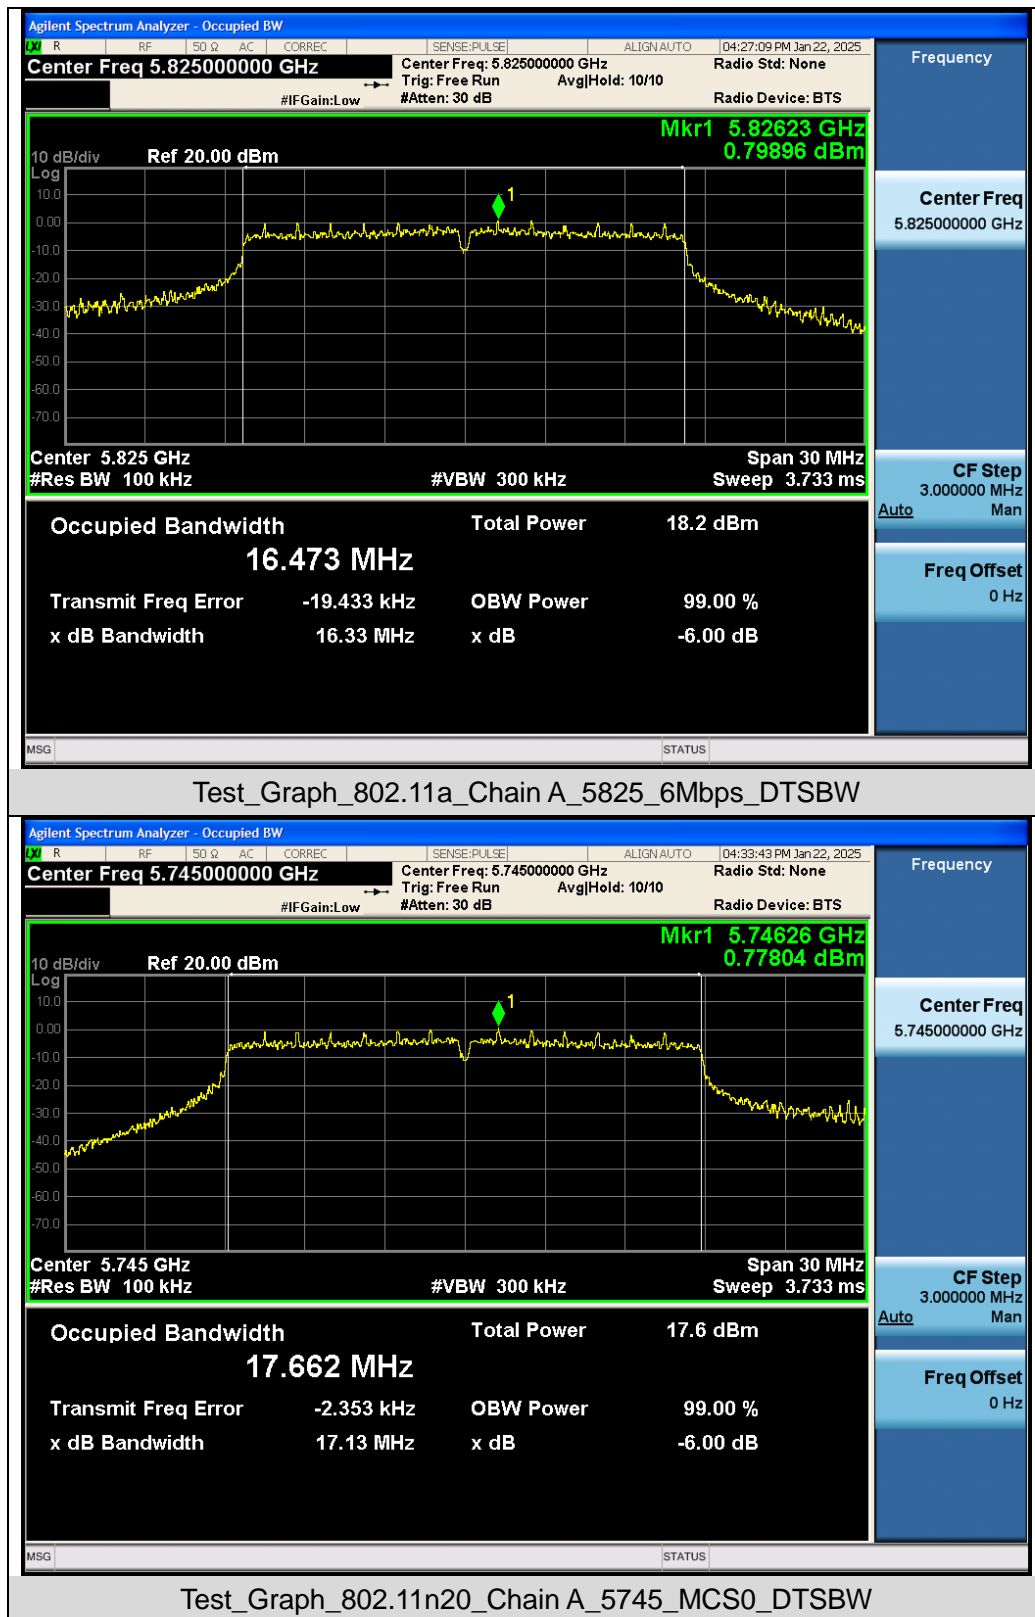 Agilent Spectrum Analyzer - Occupied BW
LXI R RF 50 Ω AC CORREC SENSE:PULSE ALIGN AUTO 04:27:09 PM Jan 22, 2025
Center Freq 5.825000000 GHz
Center Freq: 5.825000000 GHz
Radio Std: None
Trig: Free Run Avg|Hold: 10/10
#IFGain:Low
#Atten: 30 dB
Radio Device: BTS
Mkr1 5.82623 GHz
0.79896 dBm
10 dB/div Ref 20.00 dBm
Log
10.0
1
0.00
-10.0
-20.0
-30.0
-40.0
-50.0
-60.0
-70.0
Center 5.825 GHz
Span 30 MHz
#Res BW 100 kHz
#VBW 300 kHz
Sweep 3.733 ms
Occupied Bandwidth
Total Power 18.2 dBm
16.473 MHz
Transmit Freq Error -19.433 kHz OBW Power 99.00 %
x dB Bandwidth 16.33 MHz x dB -6.00 dB
MSG
STATUS
Frequency
Center Freq
5.825000000 GHz
CF Step
3.000000 MHz
Auto Man
Freq Offset
0 Hz
Test_Graph_802.11a_Chain A_5825_6Mbps_DTSBW
Agilent Spectrum Analyzer - Occupied BW
LXI R RF 50 Ω AC CORREC SENSE:PULSE ALIGN AUTO 04:33:43 PM Jan 22, 2025
Center Freq 5.745000000 GHz
Center Freq: 5.745000000 GHz
Radio Std: None
Trig: Free Run Avg|Hold: 10/10
#IFGain:Low
#Atten: 30 dB
Radio Device: BTS
Mkr1 5.74626 GHz
0.77804 dBm
10 dB/div Ref 20.00 dBm
Log
10.0
1
0.00
-10.0
-20.0
-30.0
-40.0
-50.0
-60.0
-70.0
Center 5.745 GHz
Span 30 MHz
#Res BW 100 kHz
#VBW 300 kHz
Sweep 3.733 ms
Occupied Bandwidth
Total Power 17.6 dBm
17.662 MHz
Transmit Freq Error -2.353 kHz OBW Power 99.00 %
x dB Bandwidth 17.13 MHz x dB -6.00 dB
MSG
STATUS
Frequency
Center Freq
5.745000000 GHz
CF Step
3.000000 MHz
Auto Man
Freq Offset
0 Hz
Test_Graph_802.11n20_Chain A_5745_MCS0_DTSBW